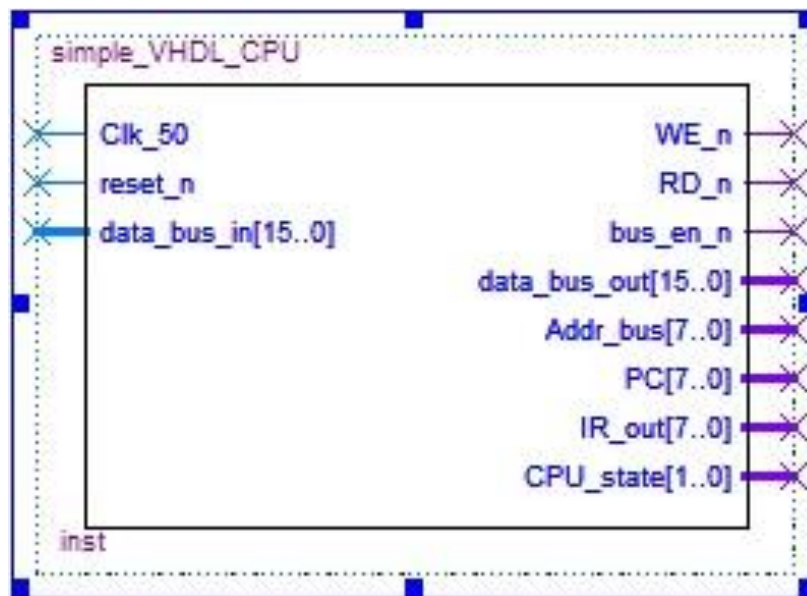 simple_VHDL_CPU
Clk_50
reset_n
data_bus_in[15..0]
WE_n
RD_n
bus_en_n
data_bus_out[15..0]
Addr_bus[7..0]
PC[7..0]
IR_out[7..0]
CPU_state[1..0]
inst